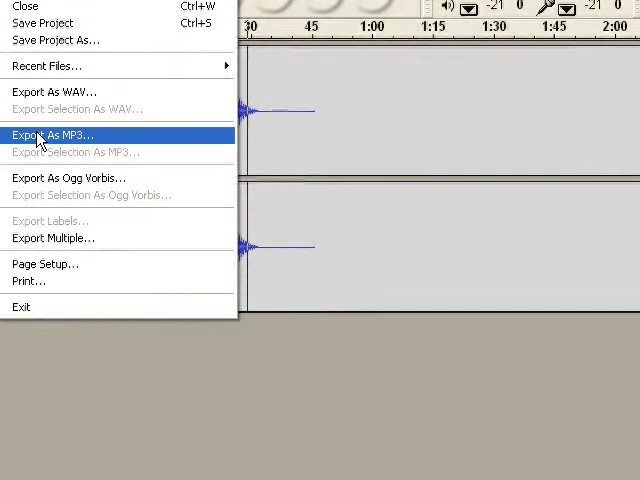 Close Ctrl+W
Save Project Ctrl+S
Save Project As...
Recent Files...
Export As WAV...
Export Selection As WAV...
Export As MP3...
Export Selection As MP3...
Export As Ogg Vorbis...
Export Selection As Ogg Vorbis...
Export Labels...
Export Multiple...
Page Setup...
Print...
Exit
-21 0 -21 0
30 45 1:00 1:15 1:30 1:45 2:00